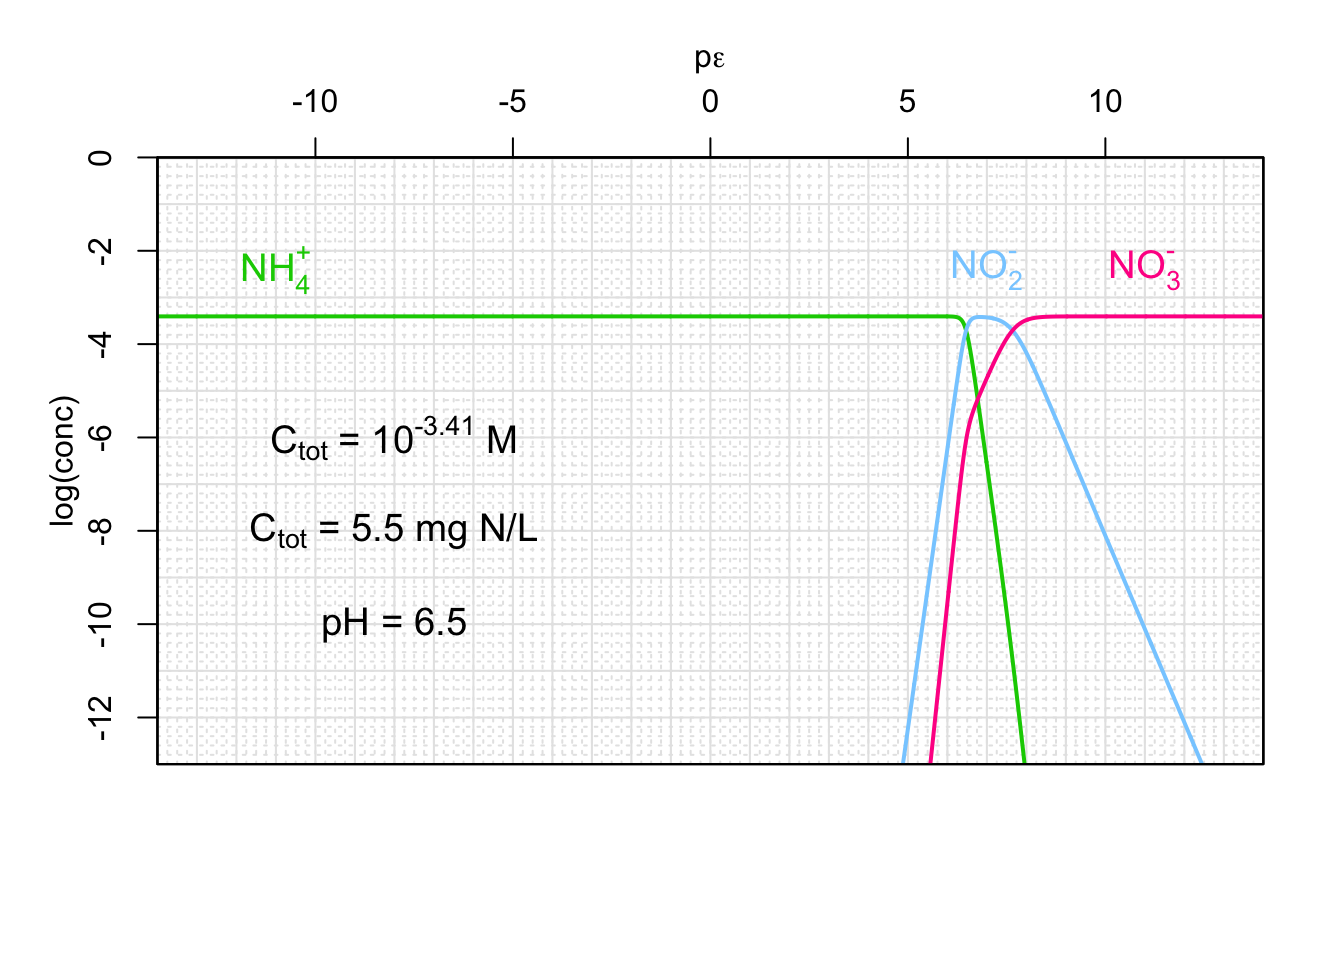 pε
-10 -5 0 5 10
0
-2
-4
-6
-8
-10
-12
log(conc)
NH₄⁺ NO₂⁻ NO₃⁻
Cₜₒₜ = 10⁻³·⁴¹ M
Cₜₒₜ = 5.5 mg N/L
pH = 6.5